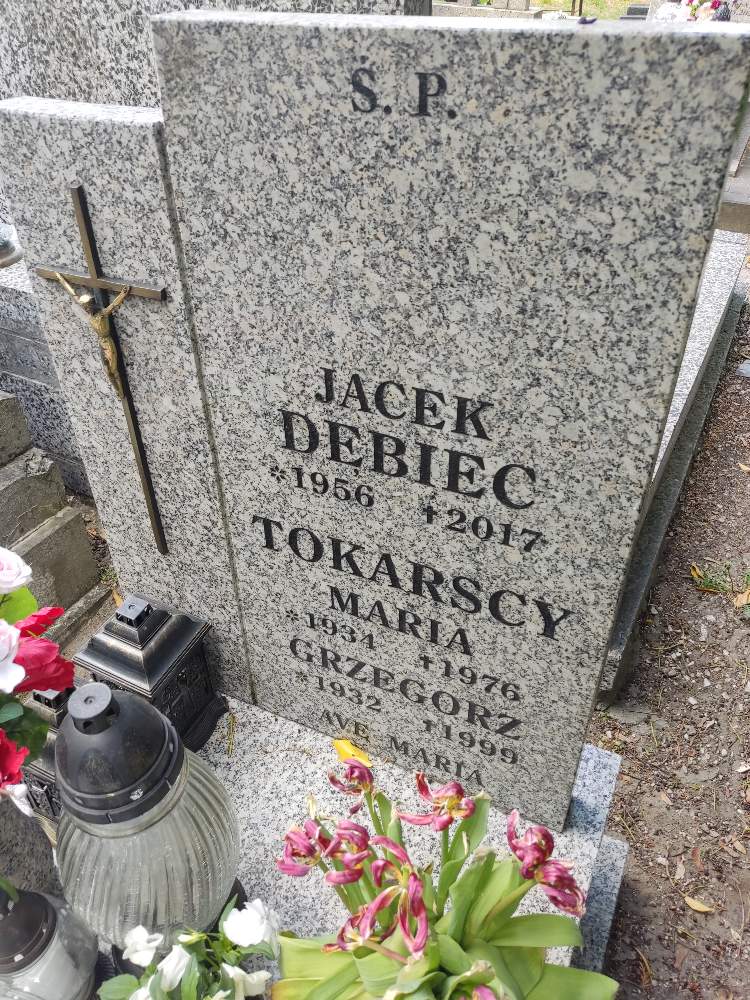 Ś. P.
JACEK
DĘBIEC
*1956 †2017
TOKARSCY
MARIA
*1934 †1976
GRZEGORZ
*1932 †1999
AVE MARIA